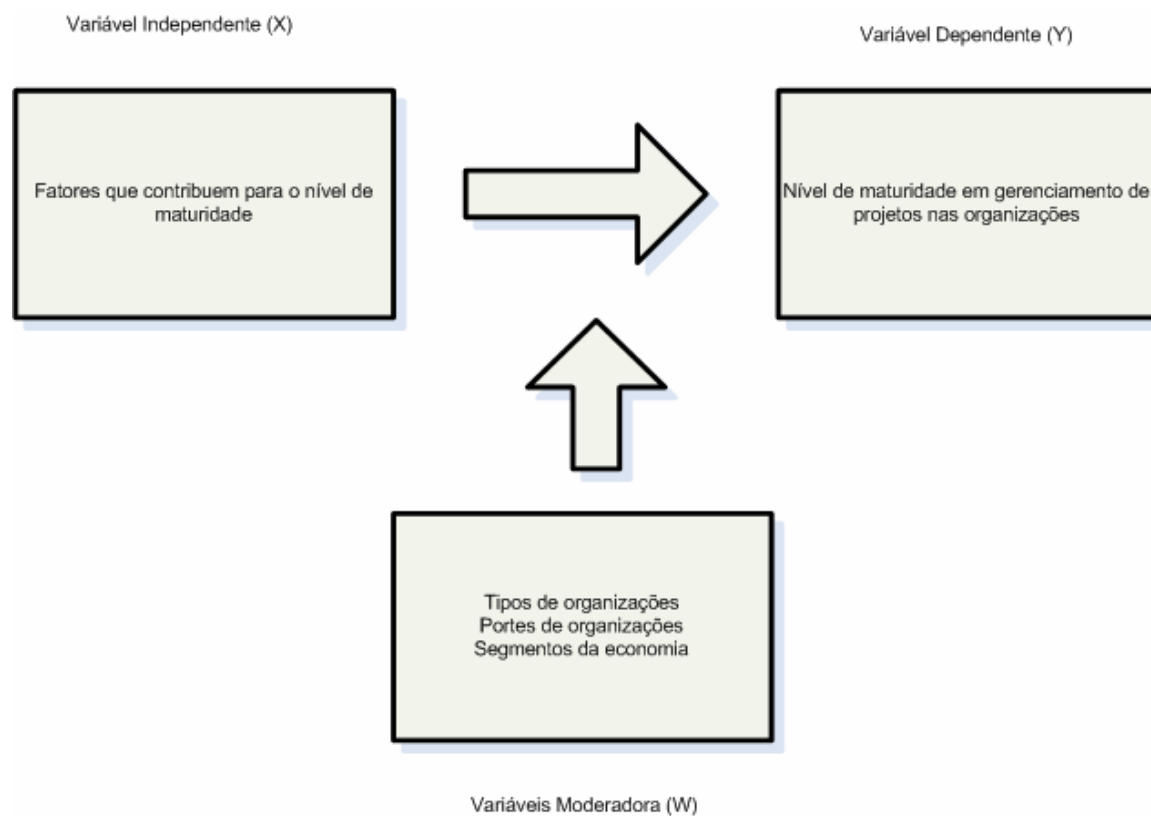 Variável Independente (X)
Variável Dependente (Y)
Fatores que contribuem para o nível de
maturidade
Nível de maturidade em gerenciamento de
projetos nas organizações
Tipos de organizações
Portes de organizações
Segmentos da economia
Variáveis Moderadora (W)